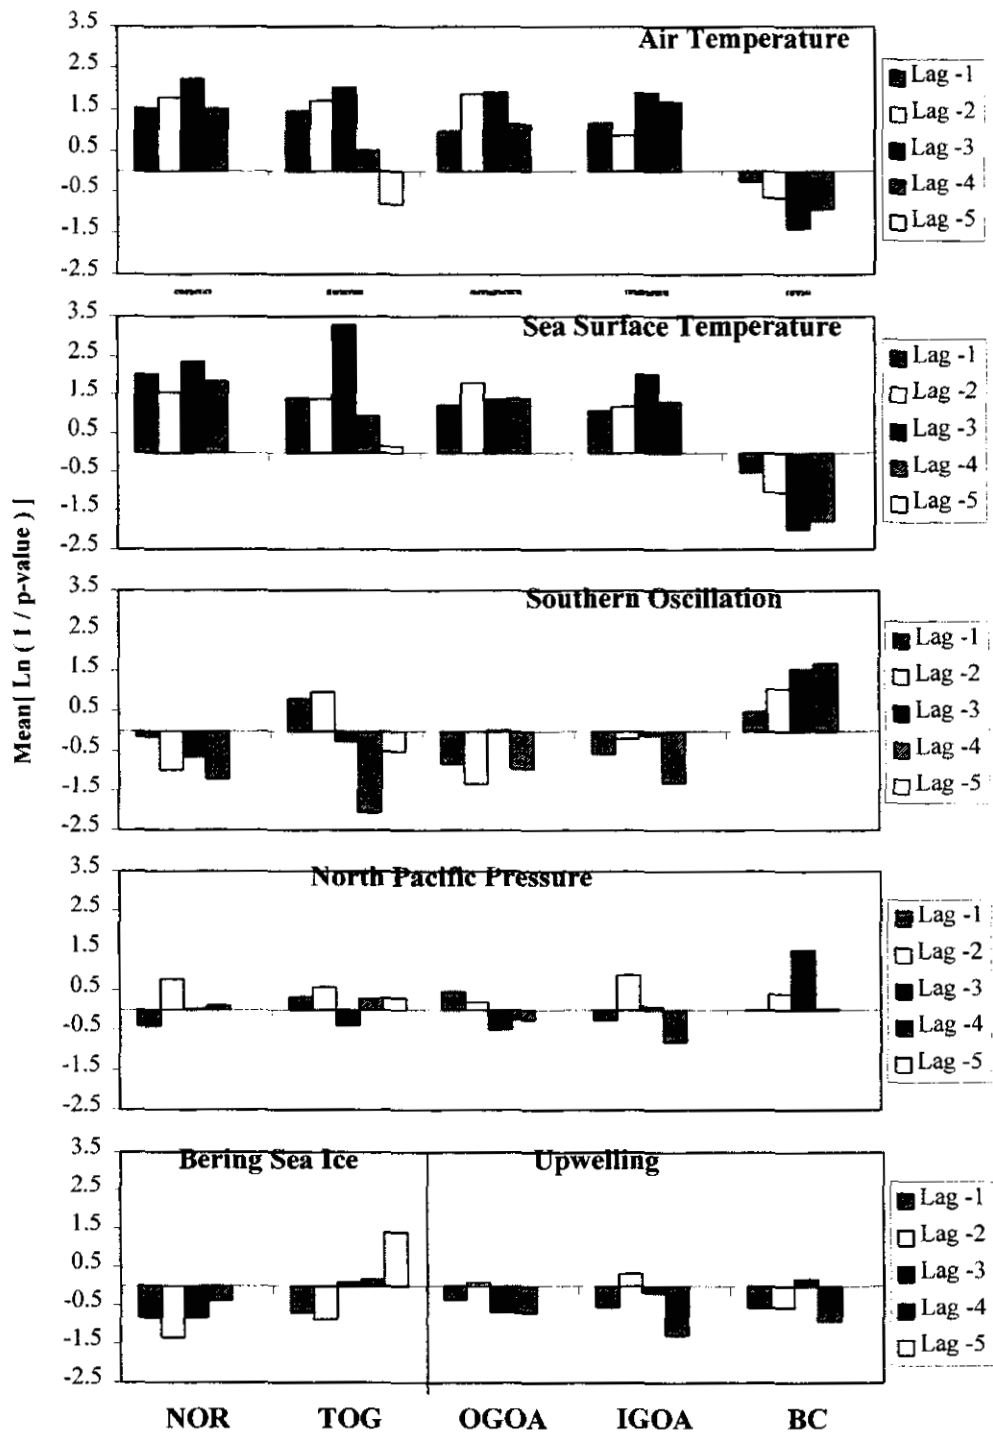 Mean[ Ln ( 1 / p-value ) ]
Air Temperature
3.5
2.5
1.5
0.5
-0.5
-1.5
-2.5
Lag -1
Lag -2
Lag -3
Lag -4
Lag -5
Sea Surface Temperature
3.5
2.5
1.5
0.5
-0.5
-1.5
-2.5
Lag -1
Lag -2
Lag -3
Lag -4
Lag -5
Southern Oscillation
3.5
2.5
1.5
0.5
-0.5
-1.5
-2.5
Lag -1
Lag -2
Lag -3
Lag -4
Lag -5
North Pacific Pressure
3.5
2.5
1.5
0.5
-0.5
-1.5
-2.5
Lag -1
Lag -2
Lag -3
Lag -4
Lag -5
Bering Sea Ice
Upwelling
3.5
2.5
1.5
0.5
-0.5
-1.5
-2.5
Lag -1
Lag -2
Lag -3
Lag -4
Lag -5
NOR TOG OGOA IGOA BC